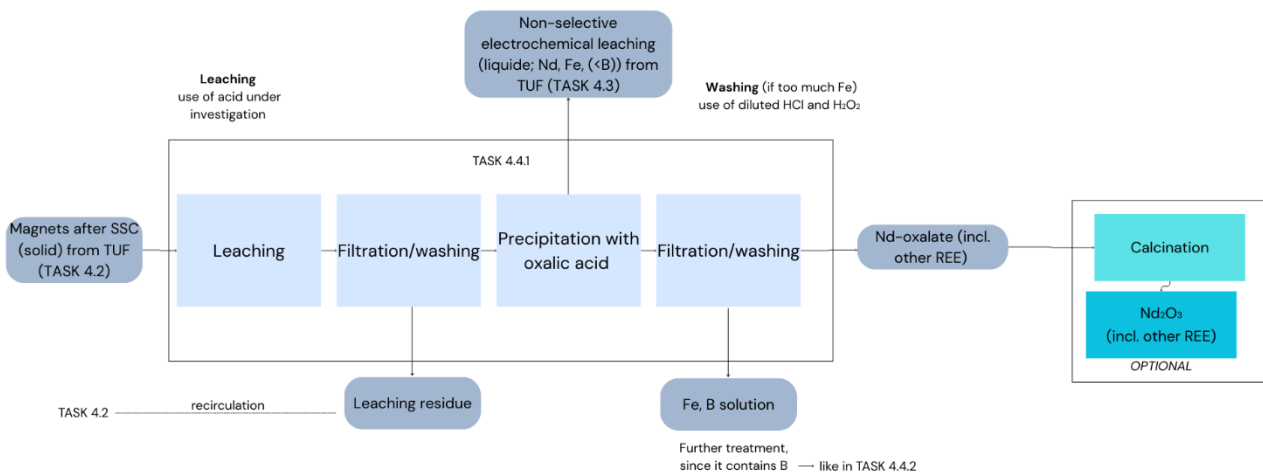 Non-selective
electrochemical leaching
(liquide; Nd, Fe, (<B)) from
TUF (TASK 4.3)
Leaching
use of acid under
investigation
Washing (if too much Fe)
use of diluted HCl and H₂O₂
TASK 4.4.1
Magnets after SSC
(solid) from TUF
(TASK 4.2)
Leaching
Filtration/washing
Precipitation with
oxalic acid
Filtration/washing
Nd-oxalate (incl.
other REE)
Calcination
Nd₂O₃
(incl. other REE)
OPTIONAL
TASK 4.2
recirculation
Leaching residue
Fe, B solution
Further treatment,
since it contains B → like in TASK 4.4.2